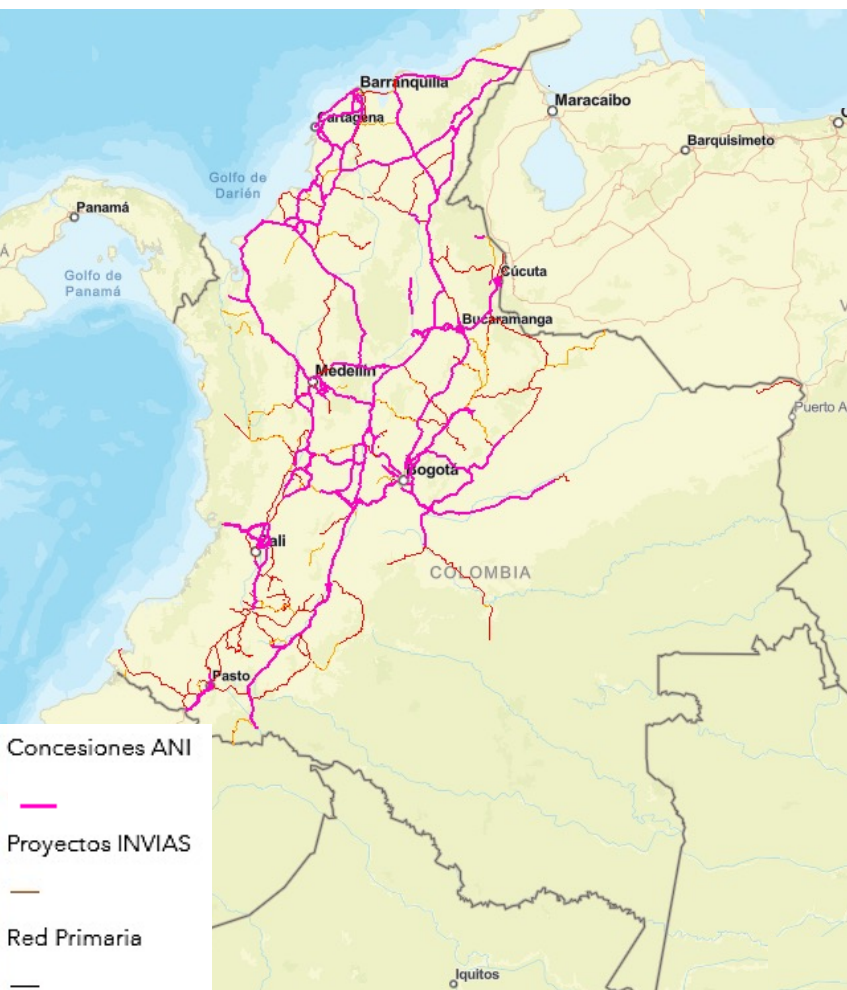 Barranquilla
Maracaibo
Cartagena
Barquisimeto
Golfo de
Darién
Panamá
Golfo de
Panamá
Cúcuta
Bucaramanga
Medellín
Puerto A
Bogotá
Cali
COLOMBIA
Pasto
Concesiones ANI
Proyectos INVIAS
Red Primaria
Iquitos